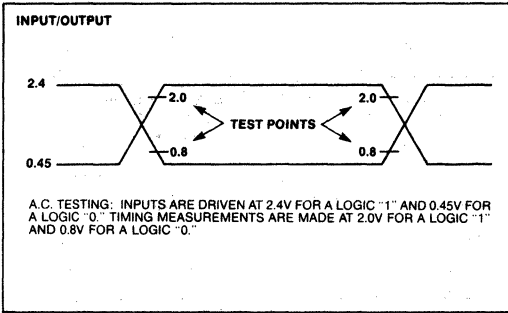 INPUT/OUTPUT
2.4
2.0
2.0
TEST POINTS
0.8
0.8
0.45
A.C. TESTING: INPUTS ARE DRIVEN AT 2.4V FOR A LOGIC "1" AND 0.45V FOR
A LOGIC "0." TIMING MEASUREMENTS ARE MADE AT 2.0V FOR A LOGIC "1"
AND 0.8V FOR A LOGIC "0."